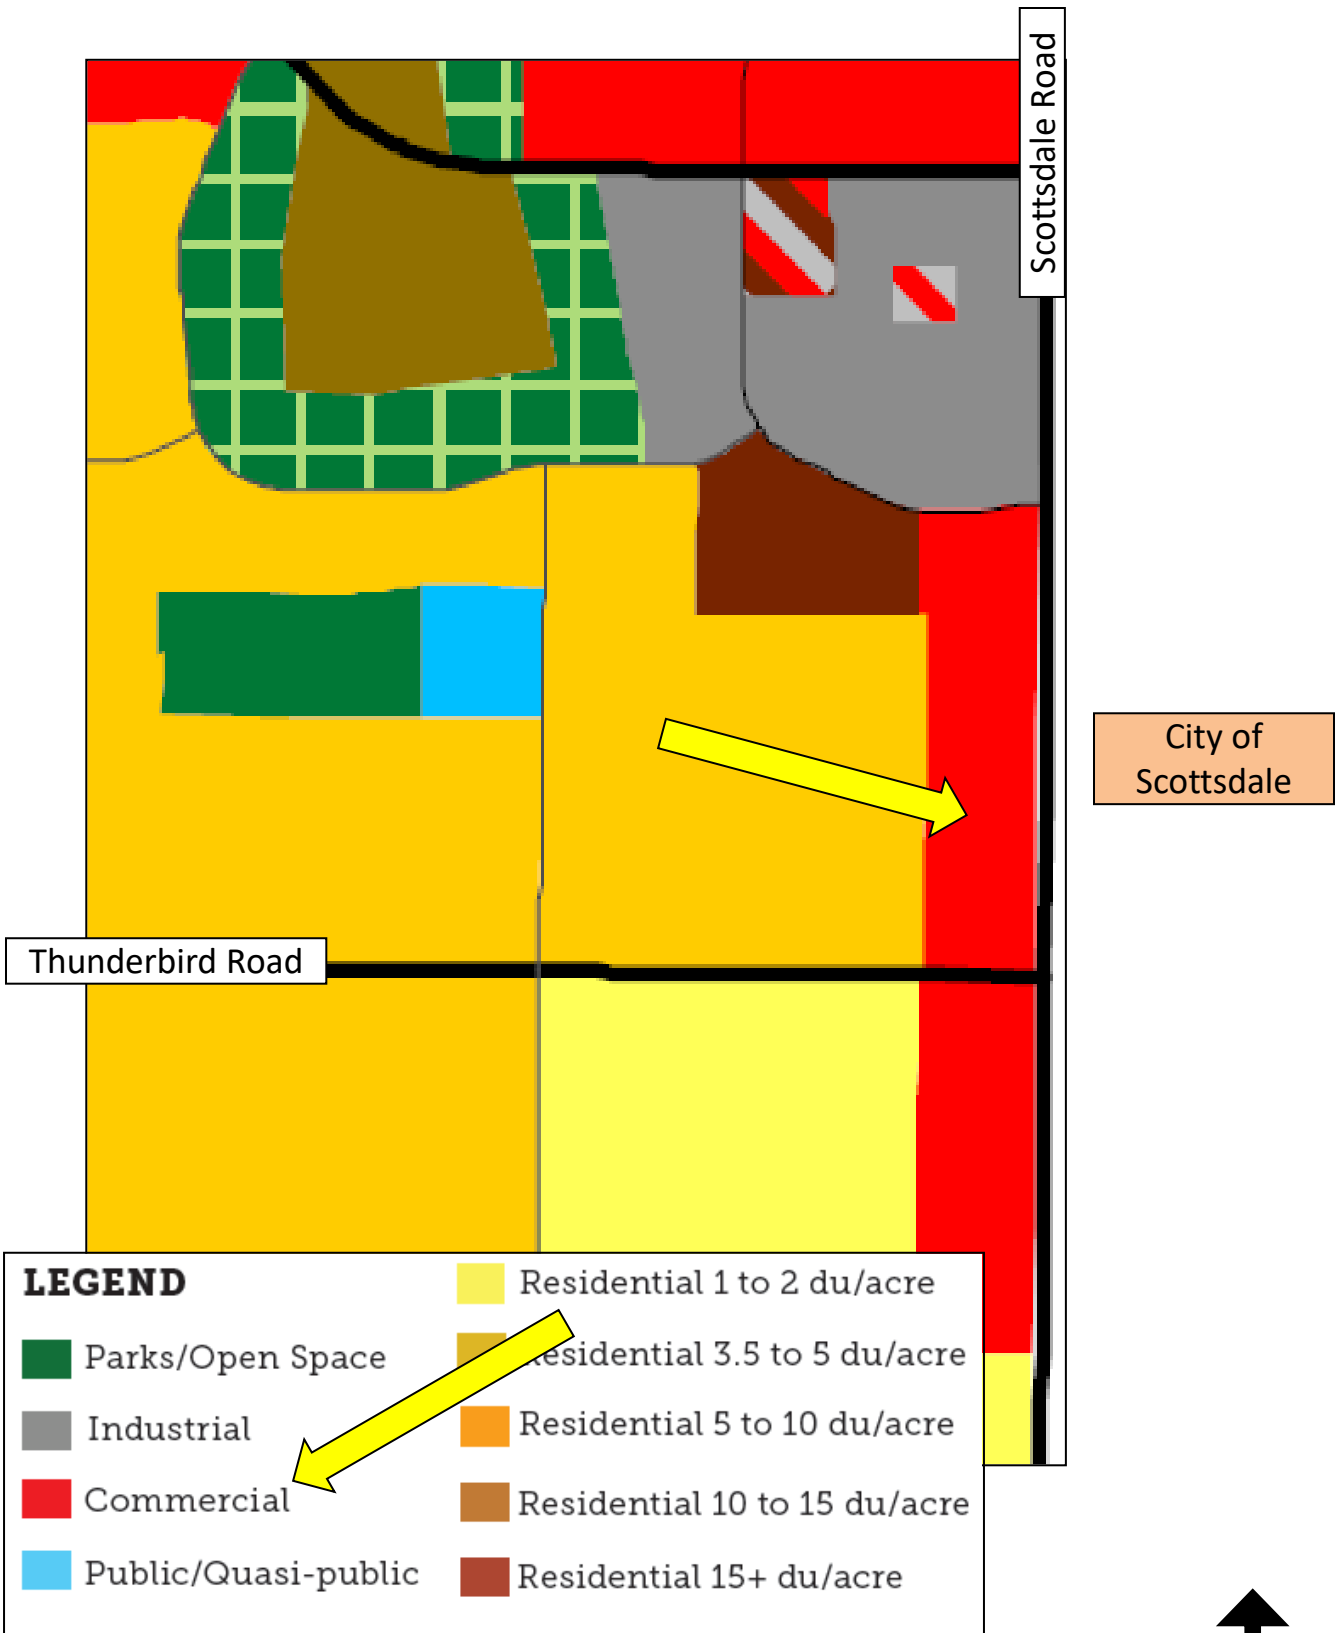 Scottsdale Road
City of
Scottsdale
Thunderbird Road
LEGEND
Parks/Open Space
Industrial
Commercial
Public/Quasi-public
Residential 1 to 2 du/acre
Residential 3.5 to 5 du/acre
Residential 5 to 10 du/acre
Residential 10 to 15 du/acre
Residential 15+ du/acre